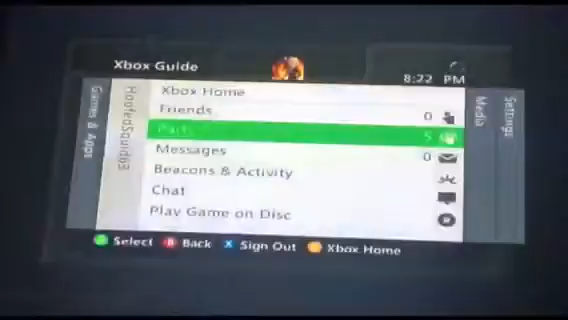 Xbox Guide
8:22 PM
Games & Apps
Xbox Home
Friends 0
Party 5
Messages 0
Beacons & Activity
Chat
Play Game on Disc
Media
Settings
Select Back X Sign Out Xbox Home